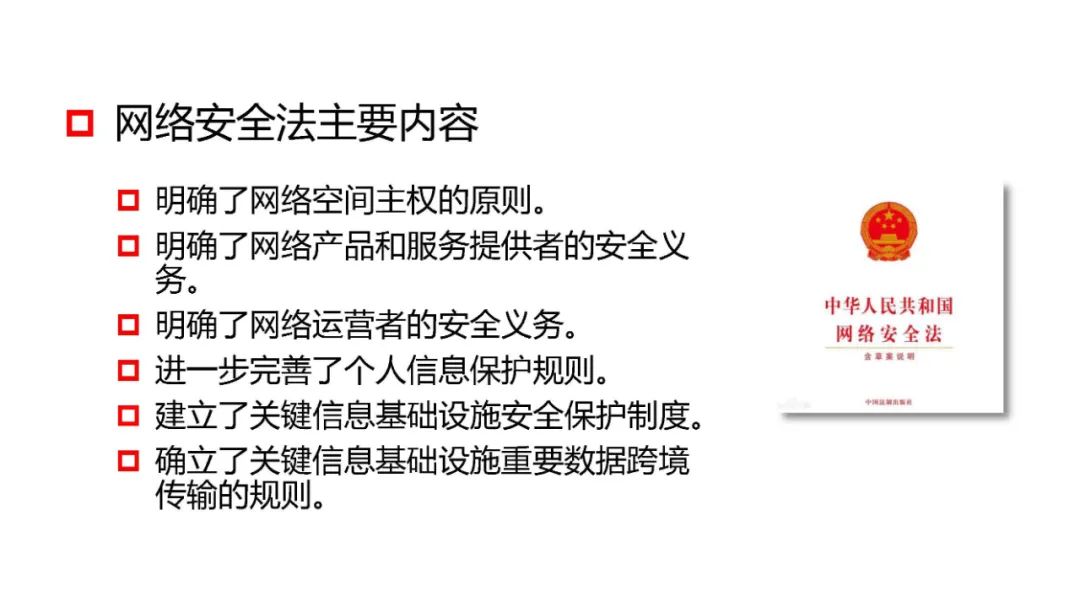 网络安全法主要内容
明确了网络空间主权的原则。
明确了网络产品和服务提供者的安全义
务。
明确了网络运营者的安全义务。
进一步完善了个人信息保护规则。
建立了关键信息基础设施安全保护制度。
确立了关键信息基础设施重要数据跨境
传输的规则。
中华人民共和国
网络安全法
含草案说明
中国法制出版社